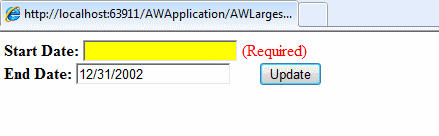 http://localhost:63911/AWApplication/AWLarges...
Start Date: (Required)
End Date: 12/31/2002 Update